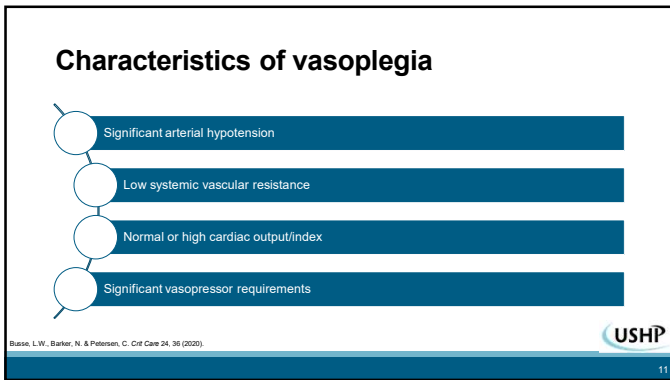 Characteristics of vasoplegia
Significant arterial hypotension
Low systemic vascular resistance
Normal or high cardiac output/index
Significant vasopressor requirements
Busse, L.W., Barker, N. & Petersen, C. Crit Care 24, 36 (2020).
USHP
11